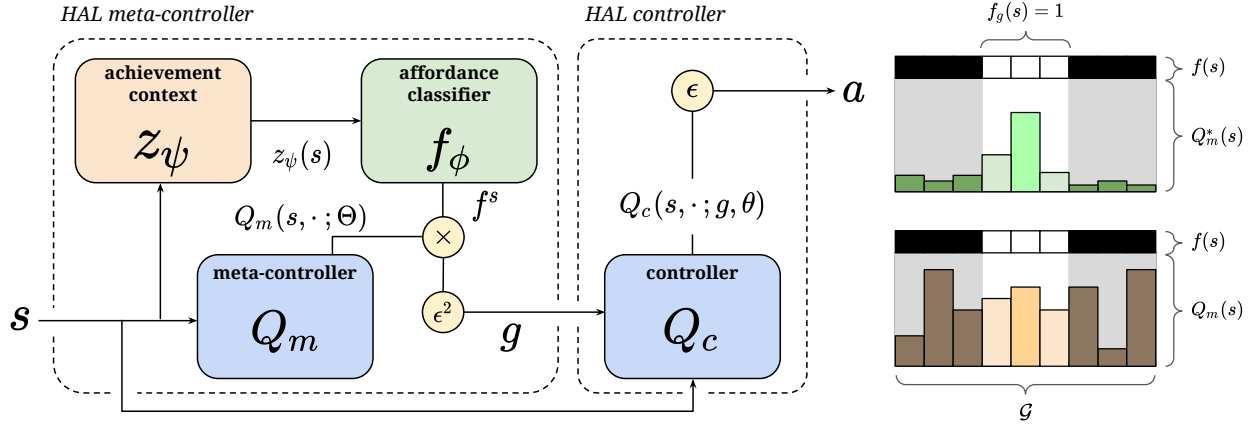 HAL meta-controller
HAL controller
achievement
context
z_ψ
z_ψ(s)
affordance
classifier
f_ϕ
f^s
Q_m(s, · ; Θ)
×
meta-controller
Q_m
s
ϵ²
g
ϵ
a
Q_c(s, · ; g, θ)
controller
Q_c
f_g(s) = 1
f(s)
Q*_m(s)
f(s)
Q_m(s)
𝒢